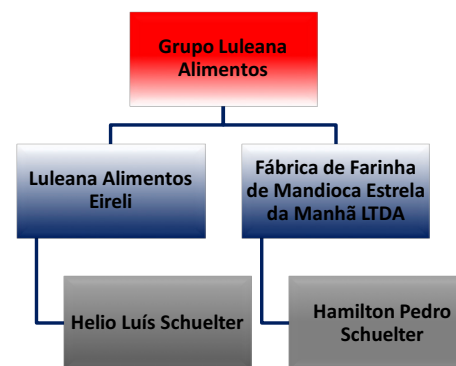 Grupo Luleana
Alimentos
Luleana Alimentos
Eireli
Fábrica de Farinha
de Mandioca Estrela
da Manhã LTDA
Helio Luís Schuelter
Hamilton Pedro
Schuelter